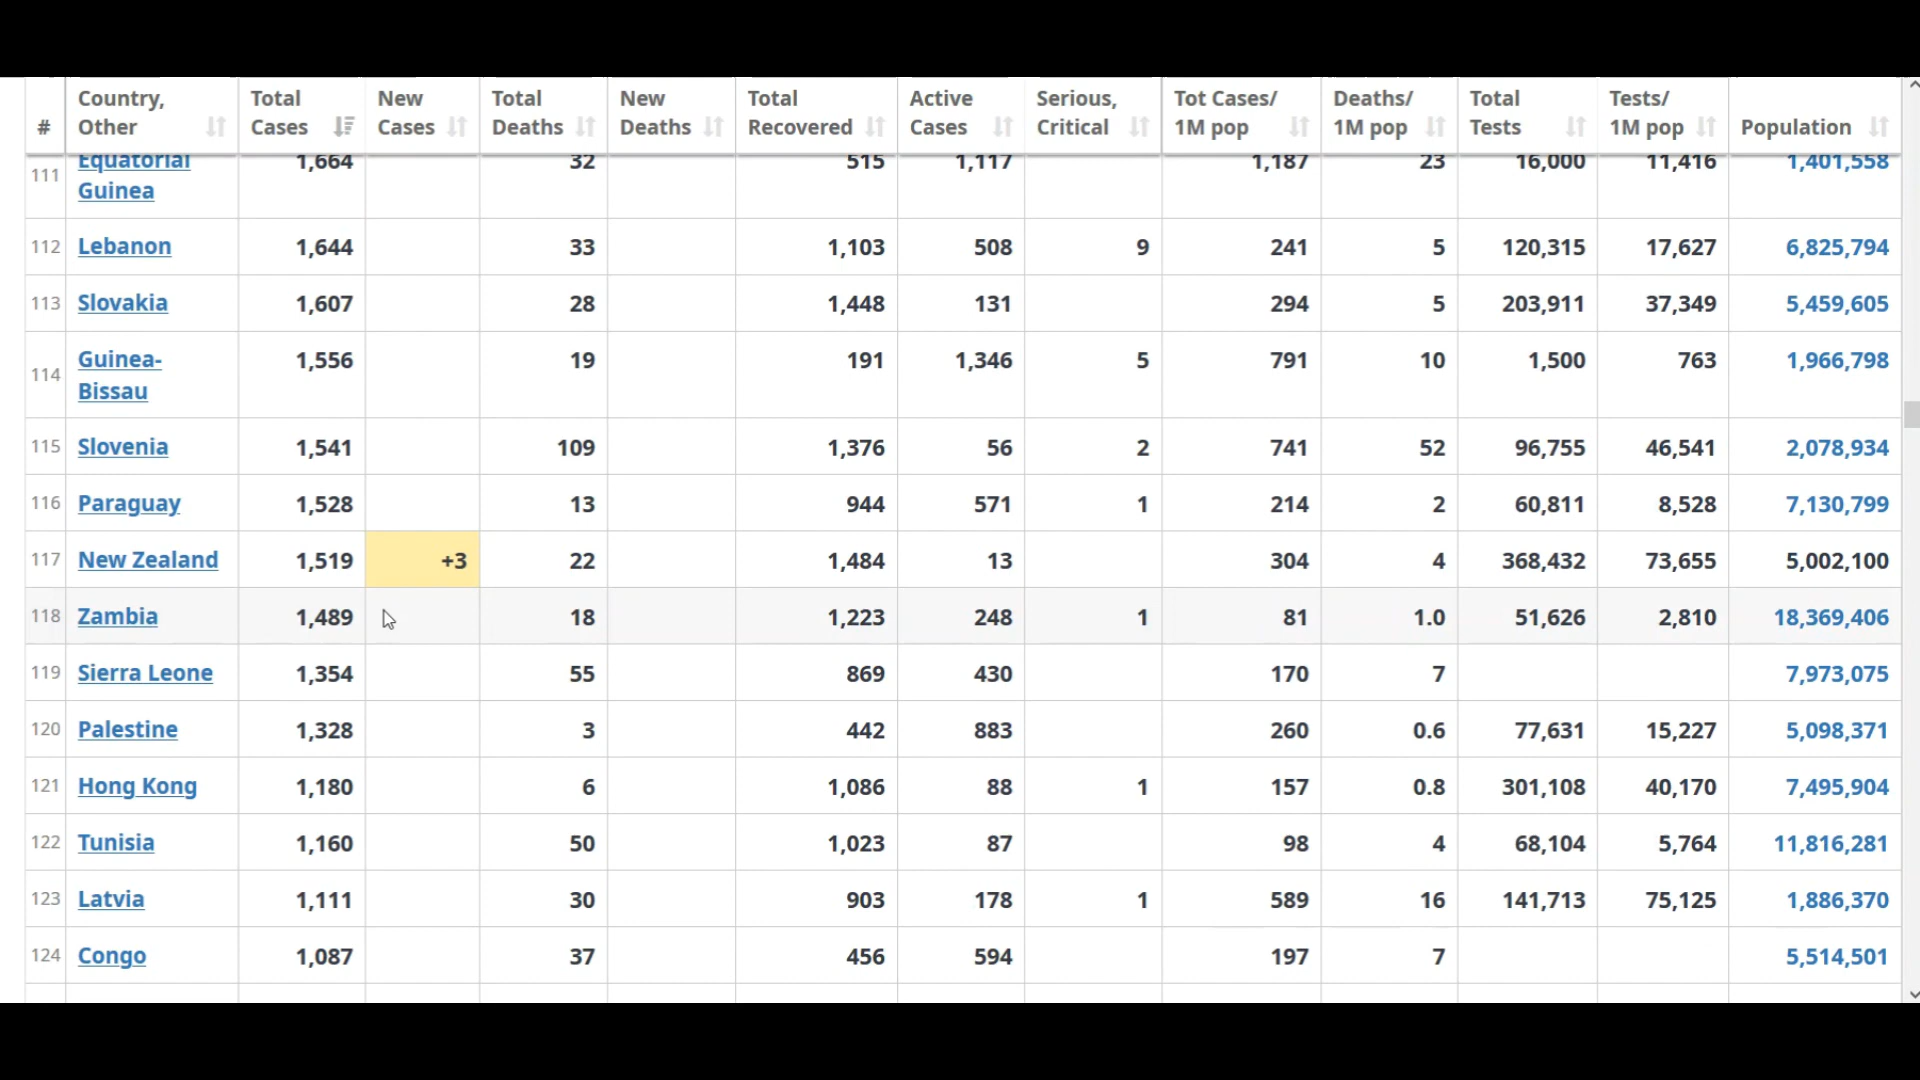 # Country, Other Total Cases New Cases Total Deaths New Deaths Total Recovered Active Cases Serious, Critical Tot Cases/ 1M pop Deaths/ 1M pop Total Tests Tests/ 1M pop Population
111 Equatorial Guinea 1,664 32 515 1,117 1,187 23 16,000 11,416 1,401,558
112 Lebanon 1,644 33 1,103 508 9 241 5 120,315 17,627 6,825,794
113 Slovakia 1,607 28 1,448 131 294 5 203,911 37,349 5,459,605
114 Guinea-Bissau 1,556 19 191 1,346 5 791 10 1,500 763 1,966,798
115 Slovenia 1,541 109 1,376 56 2 741 52 96,755 46,541 2,078,934
116 Paraguay 1,528 13 944 571 1 214 2 60,811 8,528 7,130,799
117 New Zealand 1,519 +3 22 1,484 13 304 4 368,432 73,655 5,002,100
118 Zambia 1,489 18 1,223 248 1 81 1.0 51,626 2,810 18,369,406
119 Sierra Leone 1,354 55 869 430 170 7 7,973,075
120 Palestine 1,328 3 442 883 260 0.6 77,631 15,227 5,098,371
121 Hong Kong 1,180 6 1,086 88 1 157 0.8 301,108 40,170 7,495,904
122 Tunisia 1,160 50 1,023 87 98 4 68,104 5,764 11,816,281
123 Latvia 1,111 30 903 178 1 589 16 141,713 75,125 1,886,370
124 Congo 1,087 37 456 594 197 7 5,514,501